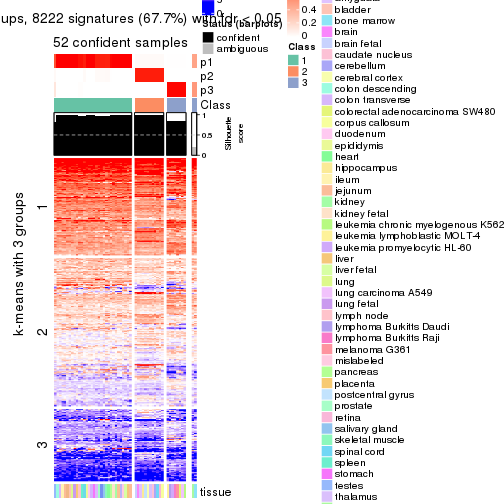 ups, 8222 signatures (67.7%) with fdr < 0.05
52 confident samples
p1
p2
p3
Class
1
0.5
0
Silhouette
score
k-means with 3 groups
1
2
3
tissue
0
Status (barplots)
confident
ambiguous
0.4
0.2
0
Class
1
2
3
bladder
bone marrow
brain
brain fetal
caudate nucleus
cerebellum
cerebral cortex
colon descending
colon transverse
colorectal adenocarcinoma SW480
corpus callosum
duodenum
epididymis
heart
hippocampus
ileum
jejunum
kidney
kidney fetal
leukemia chronic myelogenous K562
leukemia lymphoblastic MOLT-4
leukemia promyelocytic HL-60
liver
liver fetal
lung
lung carcinoma A549
lung fetal
lymph node
lymphoma Burkitts Daudi
lymphoma Burkitts Raji
melanoma G361
mislabeled
pancreas
placenta
postcentral gyrus
prostate
retina
salivary gland
skeletal muscle
spinal cord
spleen
stomach
testes
thalamus